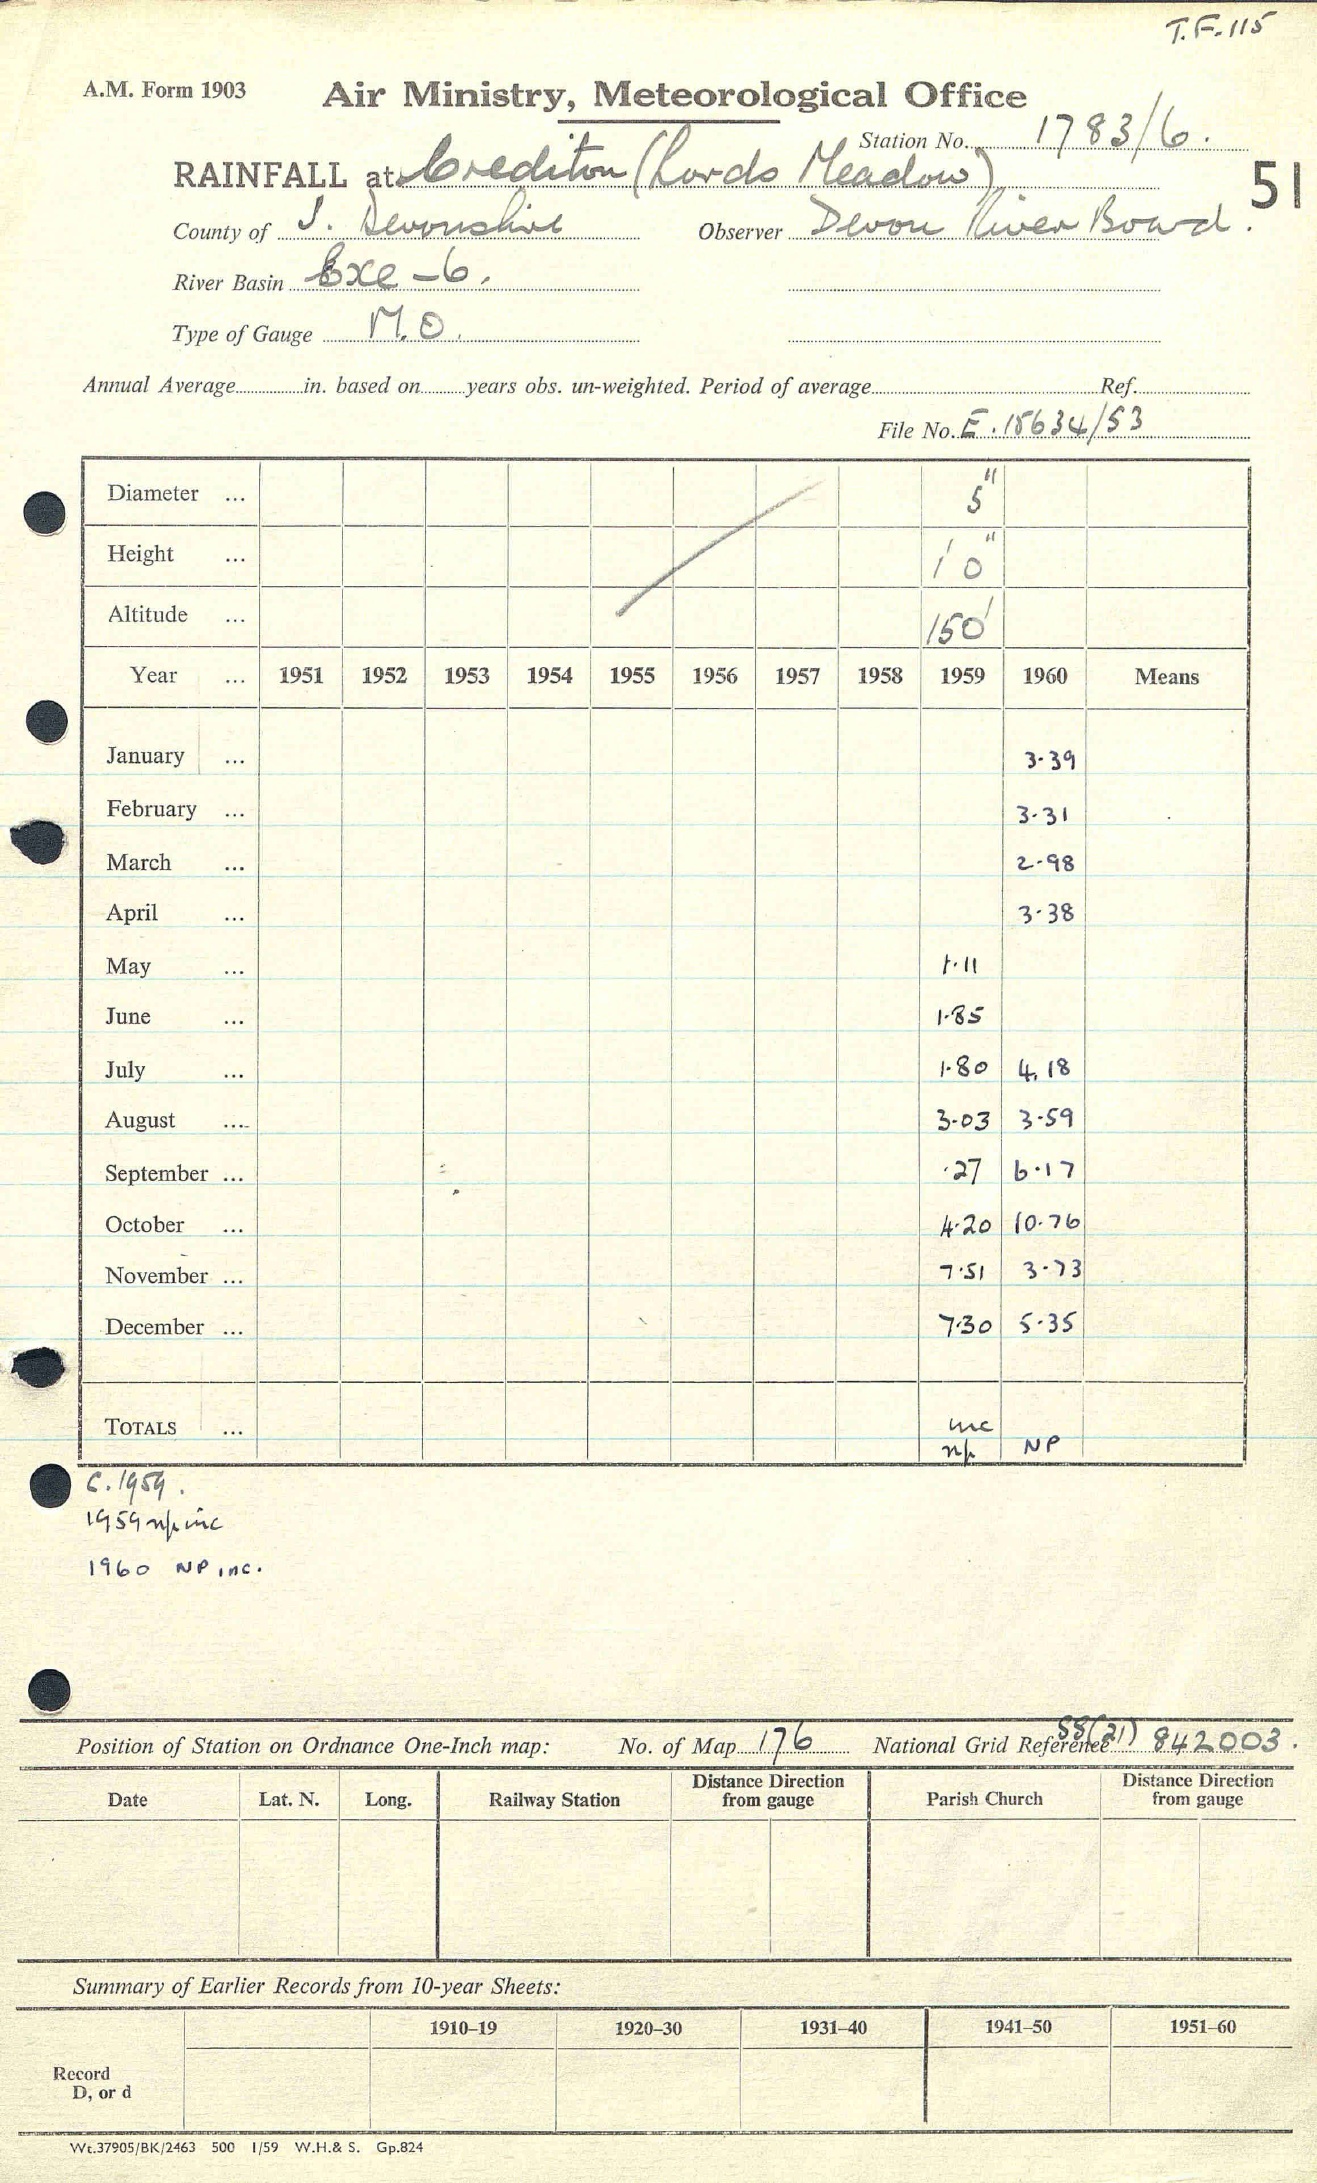 T.F. 115
A.M. Form 1903 Air Ministry, Meteorological Office
Station No. 1783/6.
RAINFALL at Crediton (Lords Meadow)
51
County of S. Devonshire Observer Devon River Board.
River Basin Exe - 6.
Type of Gauge M.O.
Annual Average in. based on years obs. un-weighted. Period of average Ref.
File No. E.18634/53
Diameter ... 5"
Height ... 1' 0"
Altitude ... 150'
Year ... 1951 1952 1953 1954 1955 1956 1957 1958 1959 1960 Means
January ... 3.39
February ... 3.31
March ... 2.98
April ... 3.38
May ... 1.11
June ... 1.85
July ... 1.80 4.18
August ... 3.03 3.59
September ... .27 6.17
October ... 4.20 10.76
November ... 7.51 3.73
December ... 7.30 5.35
TOTALS ... inc
np NP
C. 1959.
1959 np inc
1960 NP inc.
Position of Station on Ordnance One-Inch map: No. of Map 176 National Grid Reference SS(21) 842003.
Date Lat. N. Long. Railway Station Distance Direction from gauge Parish Church Distance Direction from gauge
Summary of Earlier Records from 10-year Sheets:
1910–19 1920–30 1931–40 1941–50 1951–60
Record
D, or d
Wt.37905/BK/2463 500 1/59 W.H.& S. Gp.824